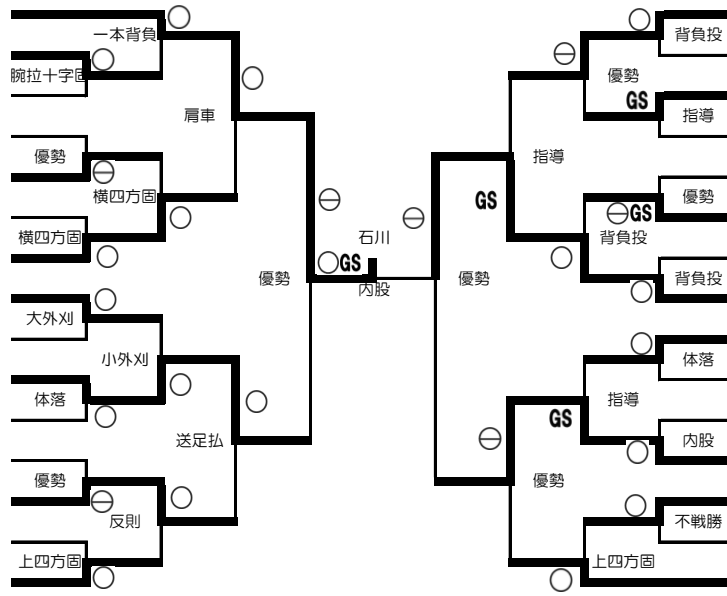 一本背負
腕拉十字固
肩車
優勢
横四方固
横四方固
優勢
大外刈
小外刈
体落
送足払
優勢
反則
上四方固
石川
GS
内股
背負投
優勢
GS
指導
指導
GS
優勢
GS
背負投
優勢
背負投
体落
指導
GS
内股
優勢
不戦勝
上四方固